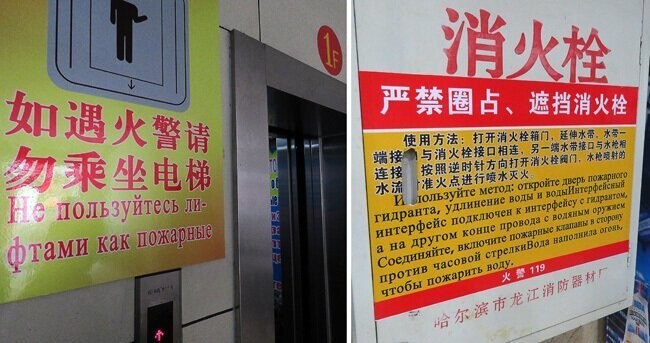 1F
如遇火警请
勿乘坐电梯
Не пользуйтесь ли-
фтами как пожарные
消火栓
严禁圈占、遮挡消火栓
使用方法：打开消火栓箱门，延伸水带，水带一
端接 与消火栓接口相连，另一端水带接口与水枪相
连接 按照逆时针方向打开消火栓阀门，水枪喷射的
水流 准火点进行喷水灭火。
Используйте метод: откройте дверь пожарного
гидранта, удлинение воды и водыИнтерфейсный
интерфейс подключен к интерфейсу с гидрантом,
а на другом конце провода с водяным оружием
Соединяйте, включите пожарные клапаны в сторону
против часовой стрелкиВода наполнила огонь,
чтобы пожарить воду.
火警 119
哈尔滨市龙江消防器材厂